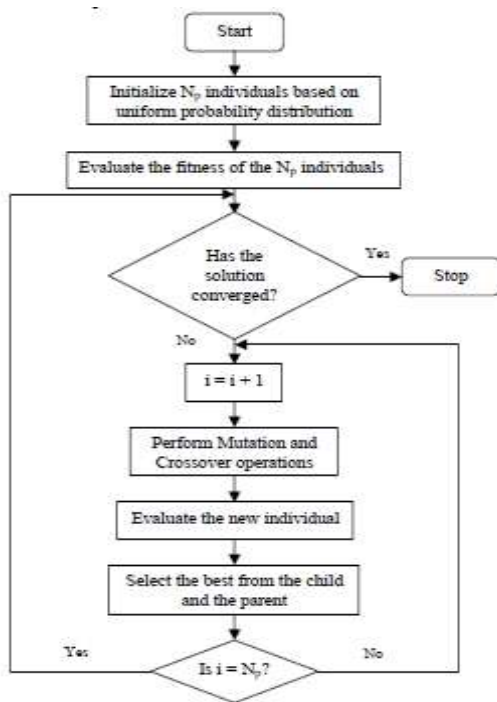 Start
Initialize Np individuals based on
uniform probability distribution
Evaluate the fitness of the Np individuals
Has the
solution
converged?
Yes
Stop
No
i = i + 1
Perform Mutation and
Crossover operations
Evaluate the new individual
Select the best from the child
and the parent
Yes
Is i = Np?
No